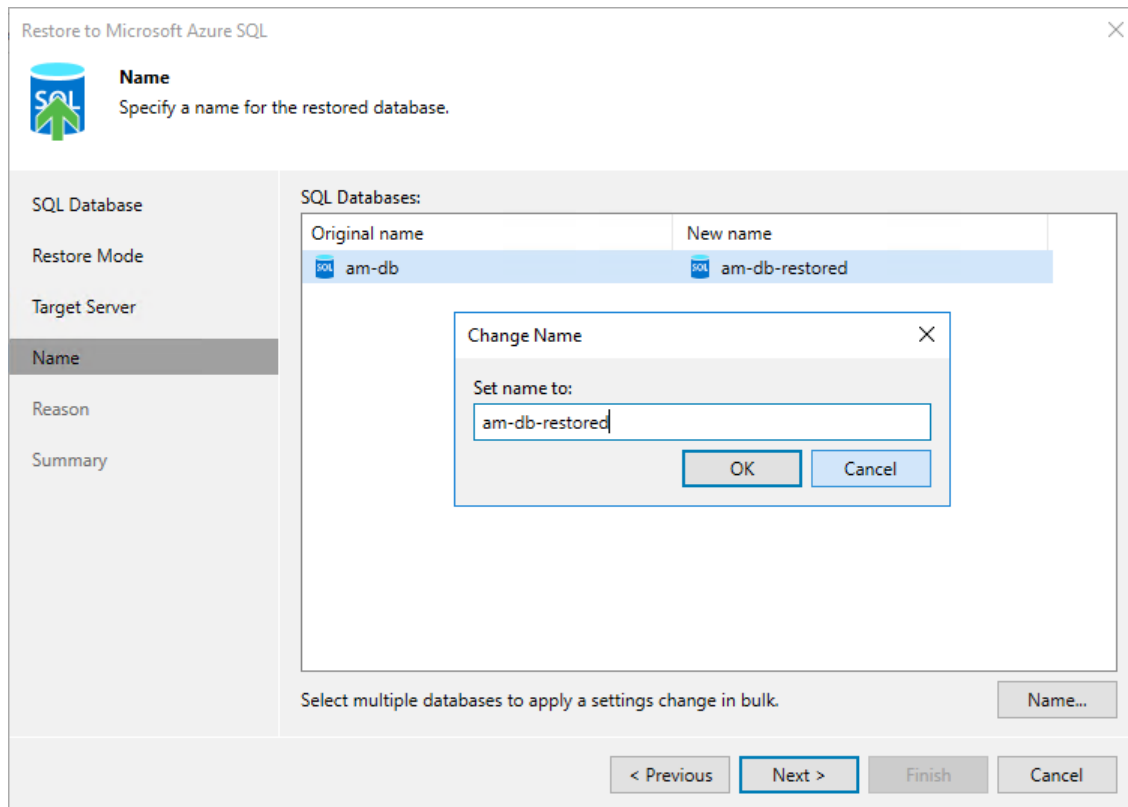 Restore to Microsoft Azure SQL
SQL
Name
Specify a name for the restored database.
SQL Database
Restore Mode
Target Server
Name
Reason
Summary
SQL Databases:
Original name New name
SQL am-db SQL am-db-restored
Change Name
Set name to:
am-db-restored
OK Cancel
Select multiple databases to apply a settings change in bulk. Name...
< Previous Next > Finish Cancel